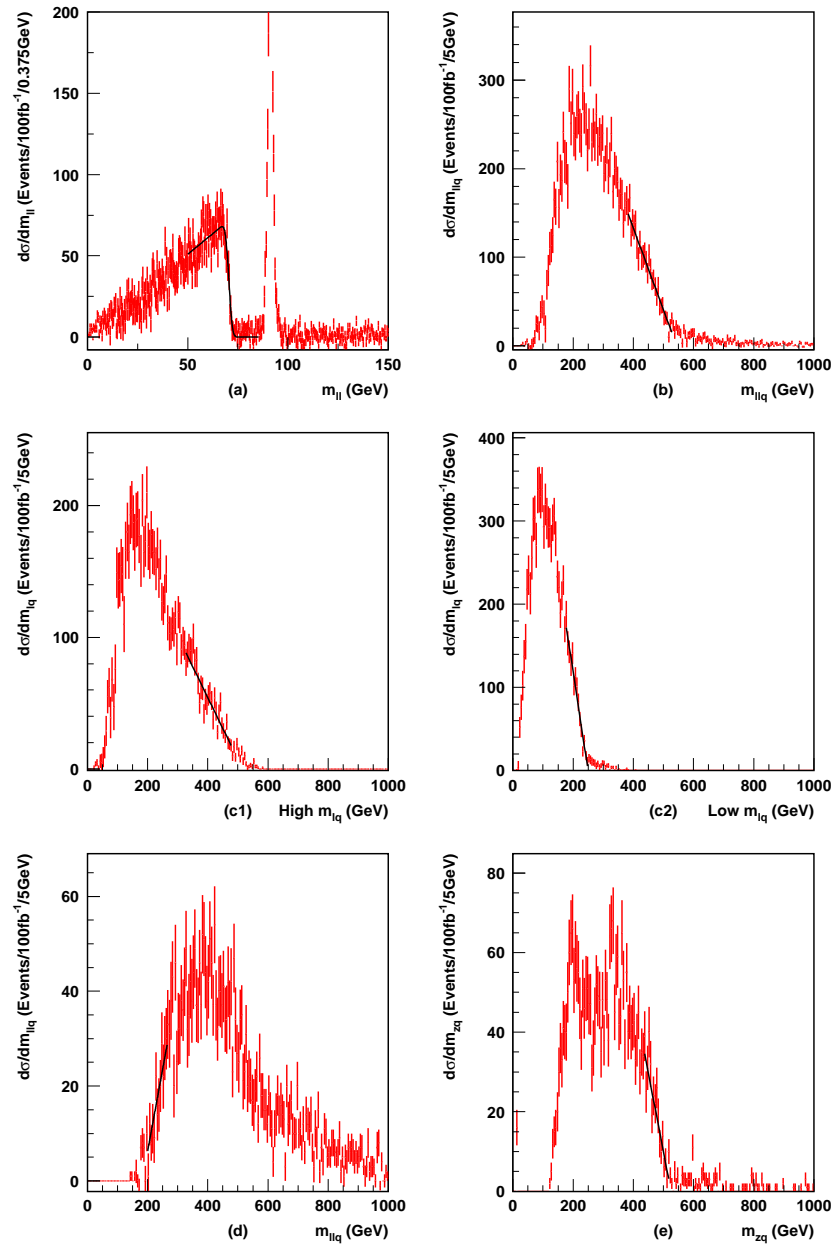 dσ/dm_ll (Events/100fb⁻¹/0.375GeV)
200
150
100
50
0
0 50 100 150
(a) m_ll (GeV)
dσ/dm_llq (Events/100fb⁻¹/5GeV)
300
200
100
0
0 200 400 600 800 1000
(b) m_llq (GeV)
dσ/dm_lq (Events/100fb⁻¹/5GeV)
200
100
0
0 200 400 600 800 1000
(c1) High m_lq (GeV)
dσ/dm_lq (Events/100fb⁻¹/5GeV)
400
300
200
100
0
0 200 400 600 800 1000
(c2) Low m_lq (GeV)
dσ/dm_llq (Events/100fb⁻¹/5GeV)
60
40
20
0
0 200 400 600 800 1000
(d) m_llq (GeV)
dσ/dm_zq (Events/100fb⁻¹/5GeV)
80
60
40
20
0
0 200 400 600 800 1000
(e) m_zq (GeV)